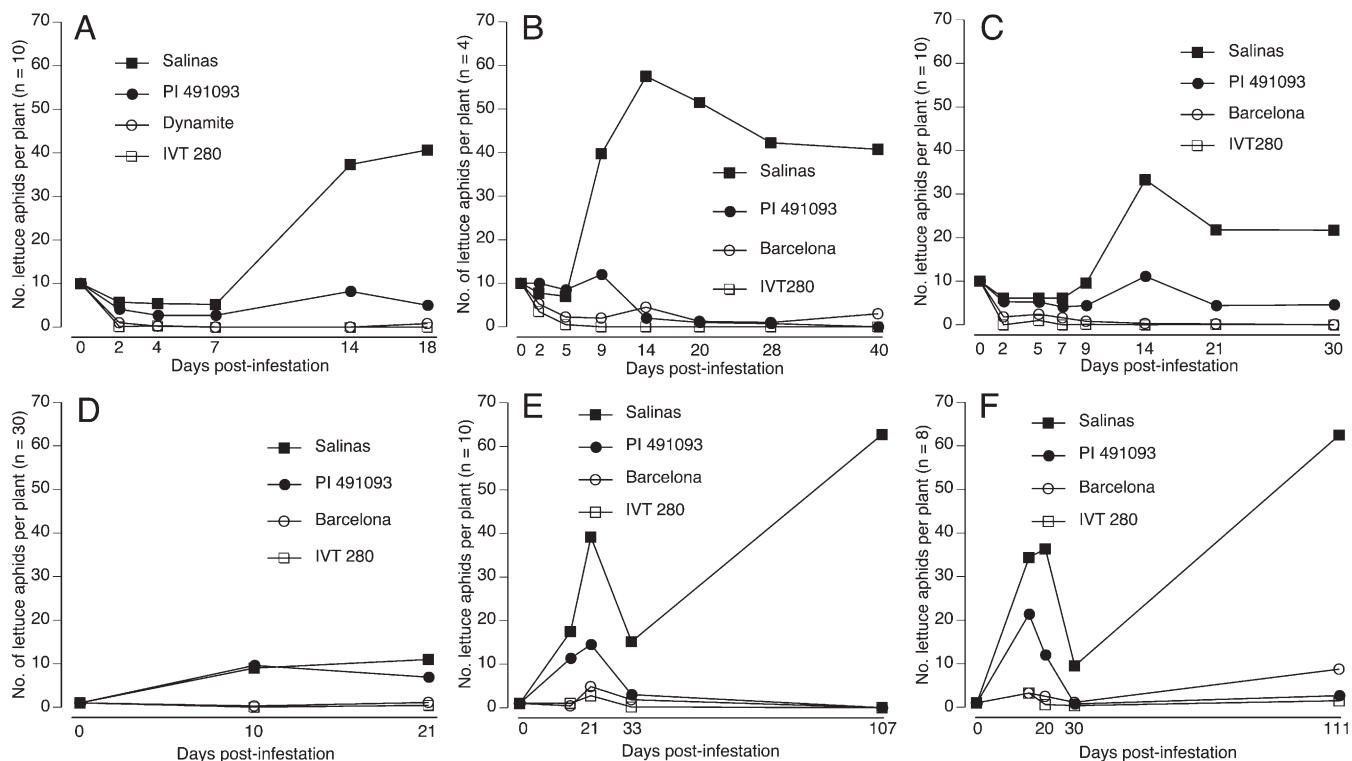 A
No. lettuce aphids per plant (n = 10)
70
60
50
40
30
20
10
0
Salinas
PI 491093
Dynamite
IVT 280
0 2 4 7 14 18
Days post-infestation
B
No. of lettuce aphids per plant (n = 4)
70
60
50
40
30
20
10
0
Salinas
PI 491093
Barcelona
IVT280
0 2 5 9 14 20 28 40
Days post-infestation
C
No. lettuce aphids per plant (n = 10)
70
60
50
40
30
20
10
0
Salinas
PI 491093
Barcelona
IVT280
0 2 5 7 9 14 21 30
Days post-infestation
D
No. of lettuce aphids per plant (n = 30)
70
60
50
40
30
20
10
0
Salinas
PI 491093
Barcelona
IVT 280
0 10 21
Days post-infestation
E
No. lettuce aphids per plant (n = 10)
70
60
50
40
30
20
10
0
Salinas
PI 491093
Barcelona
IVT 280
0 21 33 107
Days post-infestation
F
No. lettuce aphids per plant (n = 8)
70
60
50
40
30
20
10
0
Salinas
PI 491093
Barcelona
IVT 280
0 20 30 111
Days post-infestation